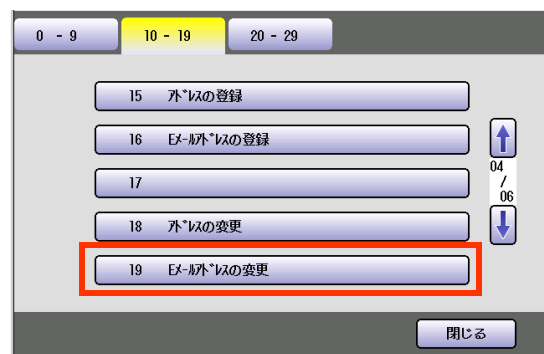 0 - 9
10 - 19
20 - 29
15 ｱﾄﾞﾚｽの登録
16 Eﾒｰﾙｱﾄﾞﾚｽの登録
17
18 ｱﾄﾞﾚｽの変更
19 Eﾒｰﾙｱﾄﾞﾚｽの変更
04
/
06
閉じる